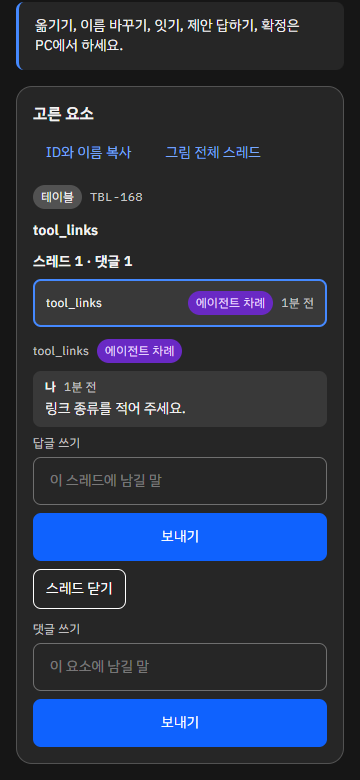 옮기기, 이름 바꾸기, 잇기, 제안 답하기, 확정은
PC에서 하세요.
고른 요소
ID와 이름 복사 그림 전체 스레드
테이블 TBL-168
tool_links
스레드 1 · 댓글 1
tool_links 에이전트 차례 1분 전
tool_links 에이전트 차례
나 1분 전
링크 종류를 적어 주세요.
답글 쓰기
이 스레드에 남길 말
보내기
스레드 닫기
댓글 쓰기
이 요소에 남길 말
보내기